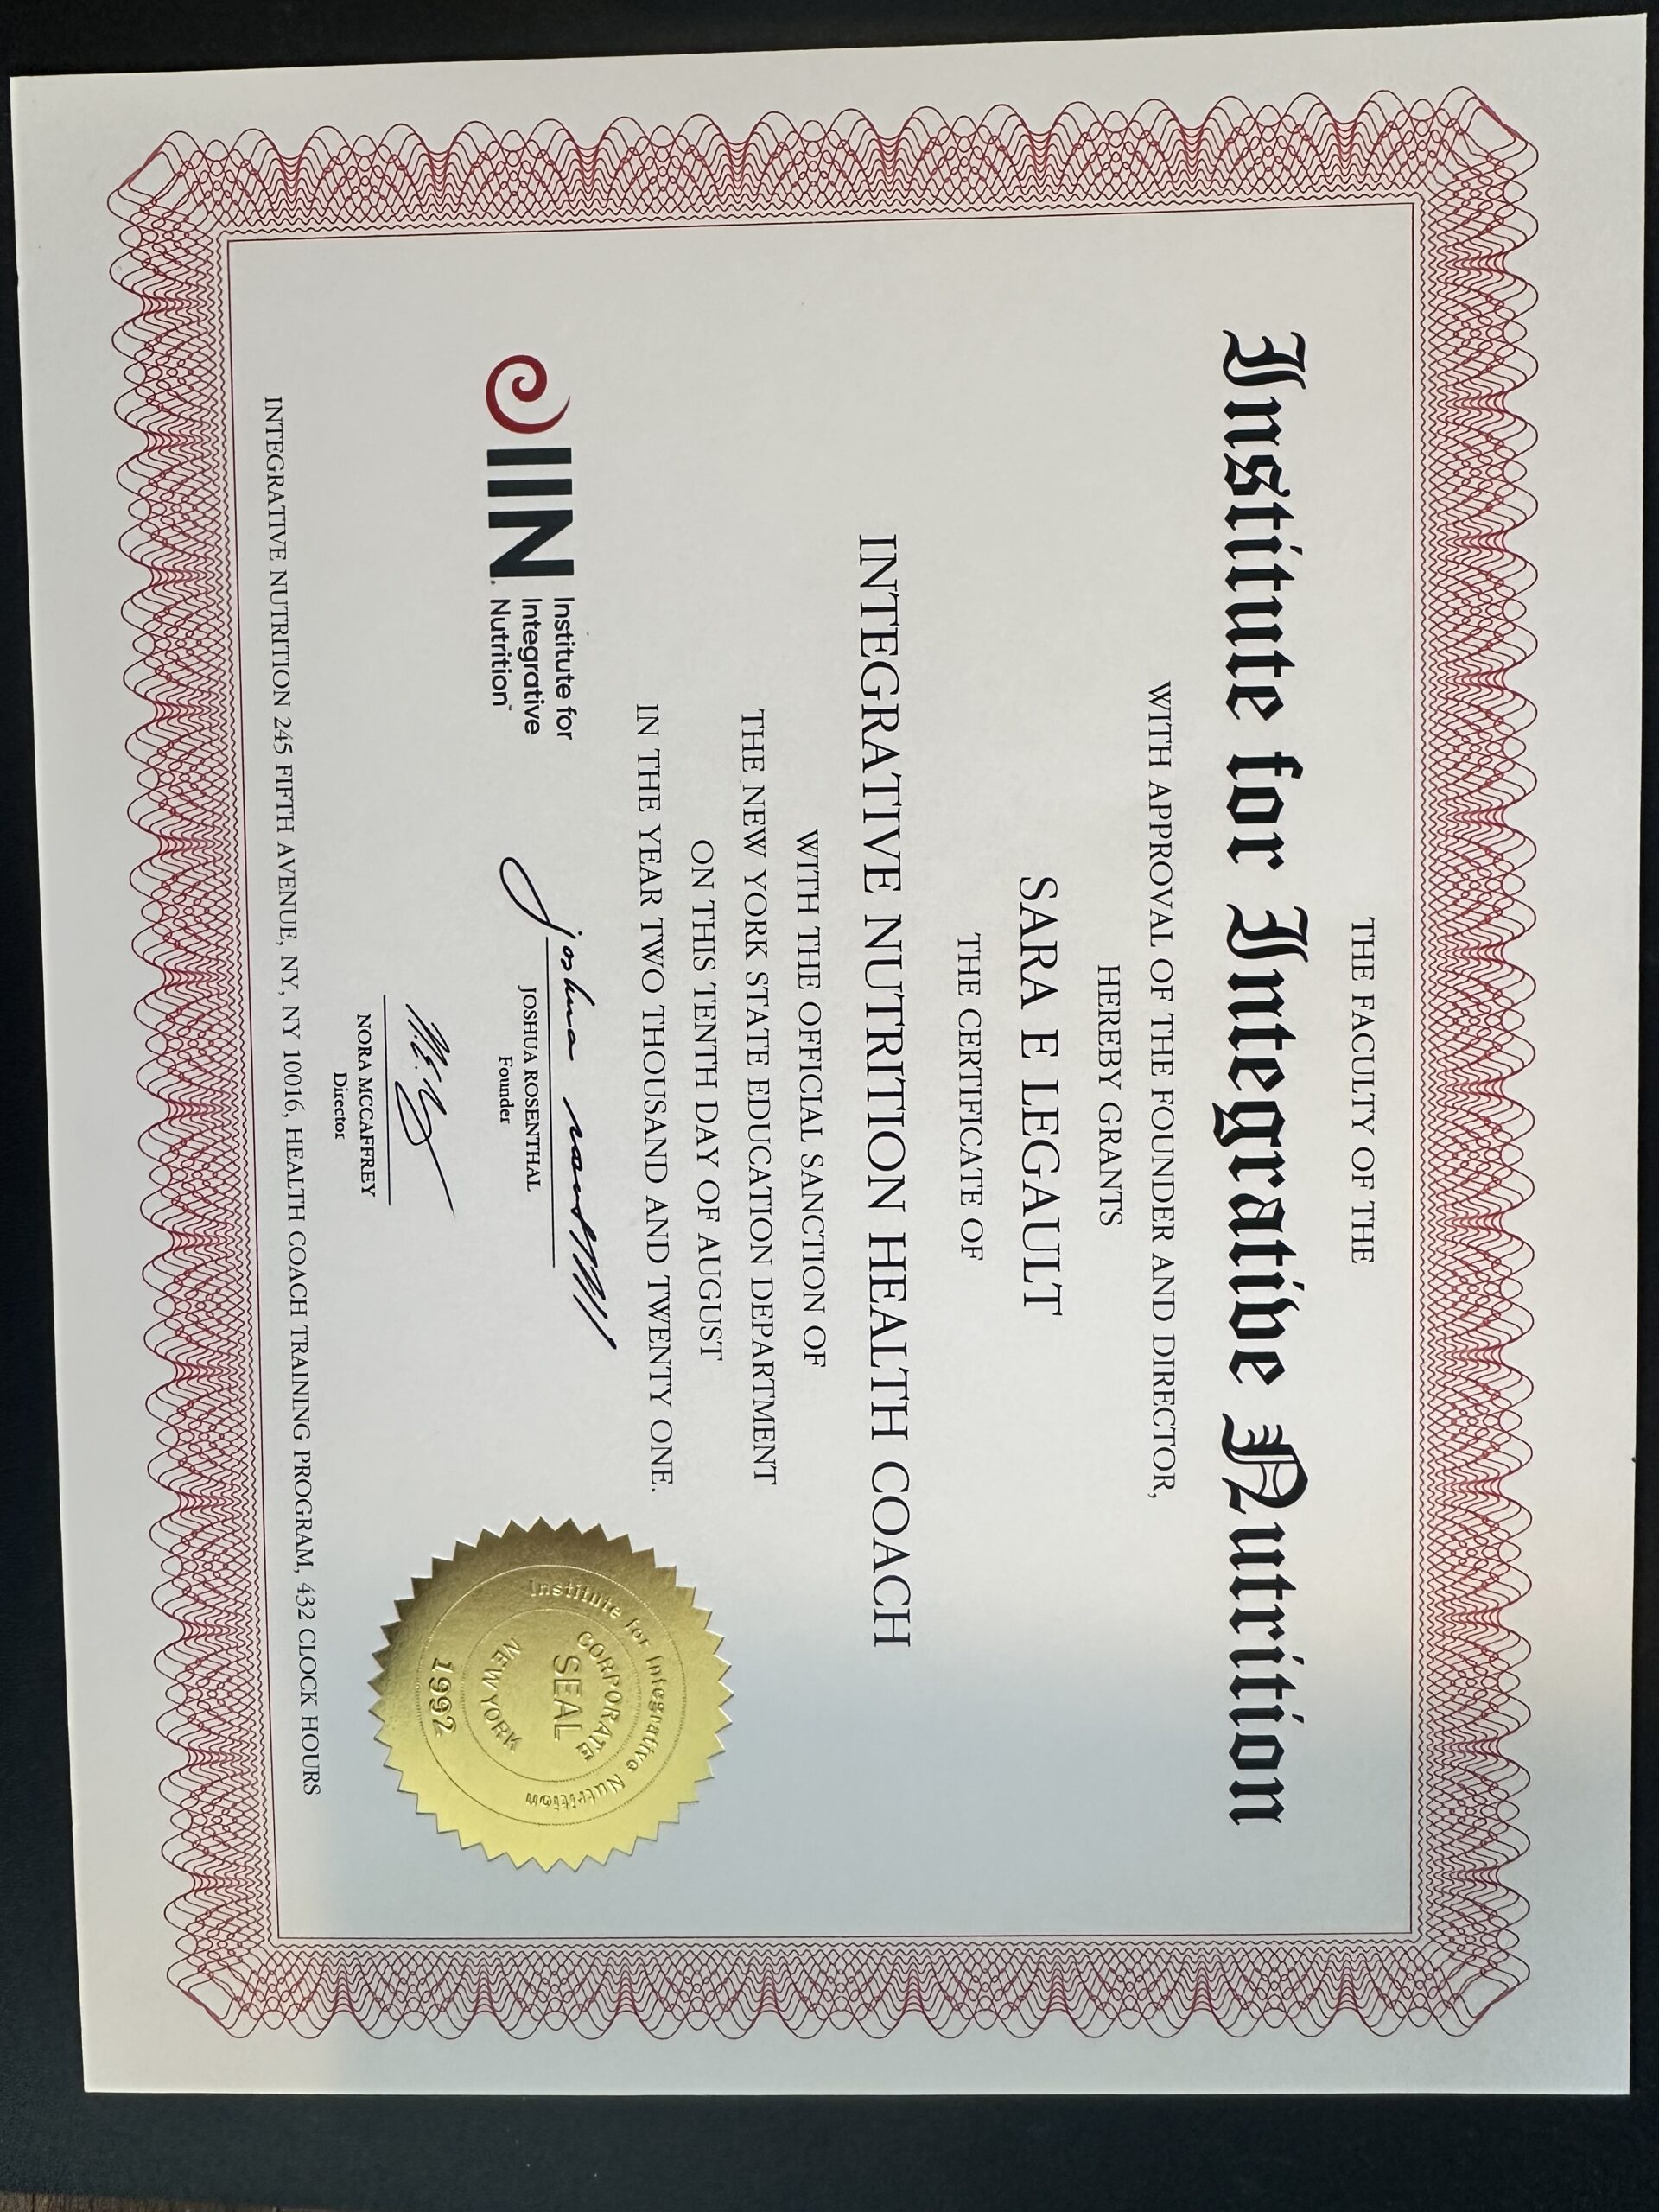 THE FACULTY OF THE
Institute for Integrative Nutrition
WITH APPROVAL OF THE FOUNDER AND DIRECTOR,
HEREBY GRANTS
SARA E LEGAULT
THE CERTIFICATE OF
INTEGRATIVE NUTRITION HEALTH COACH
WITH THE OFFICIAL SANCTION OF
THE NEW YORK STATE EDUCATION DEPARTMENT
ON THIS TENTH DAY OF AUGUST
IN THE YEAR TWO THOUSAND AND TWENTY ONE.
IIN.
Institute for
Integrative
Nutrition™
Joshua
JOSHUA ROSENTHAL
Founder
NORA MCCAFFREY
Director
Institute for Integrative Nutrition
CORPORATE
SEAL
NEW YORK
1992
INTEGRATIVE NUTRITION 245 FIFTH AVENUE, NY, NY 10016, HEALTH COACH TRAINING PROGRAM, 432 CLOCK HOURS